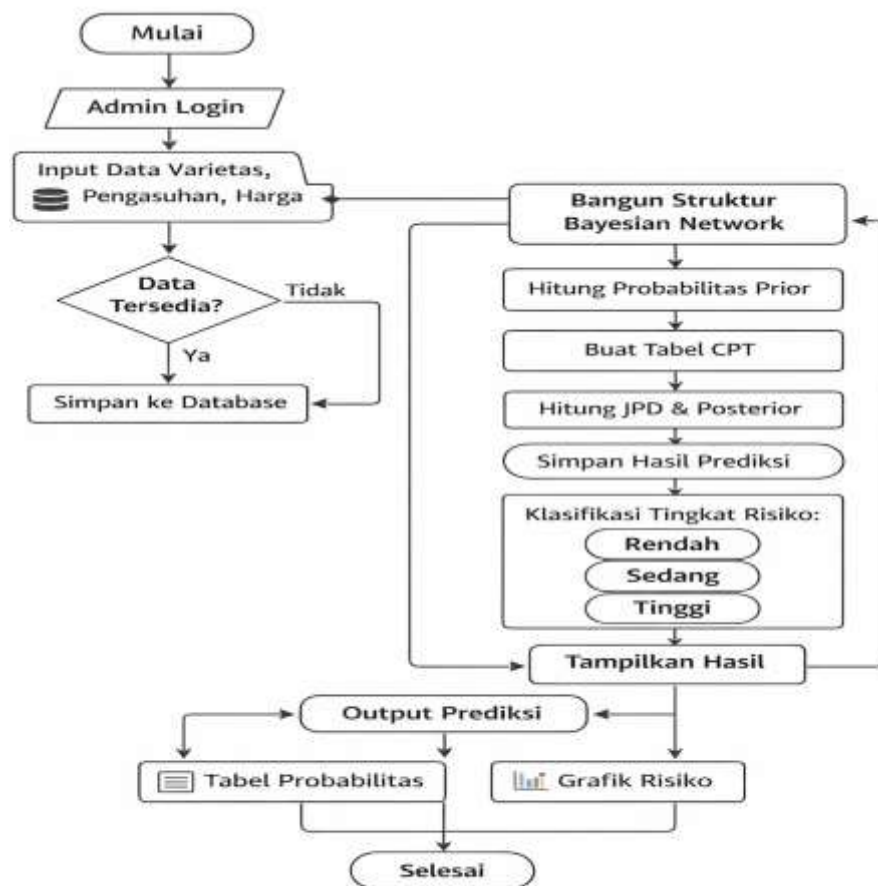 Mulai
Admin Login
Input Data Varietas,
Pengasuhan, Harga
Data
Tersedia?
Tidak
Ya
Simpan ke Database
Bangun Struktur
Bayesian Network
Hitung Probabilitas Prior
Buat Tabel CPT
Hitung JPD & Posterior
Simpan Hasil Prediksi
Klasifikasi Tingkat Risiko:
Rendah
Sedang
Tinggi
Tampilkan Hasil
Output Prediksi
Tabel Probabilitas
Grafik Risiko
Selesai